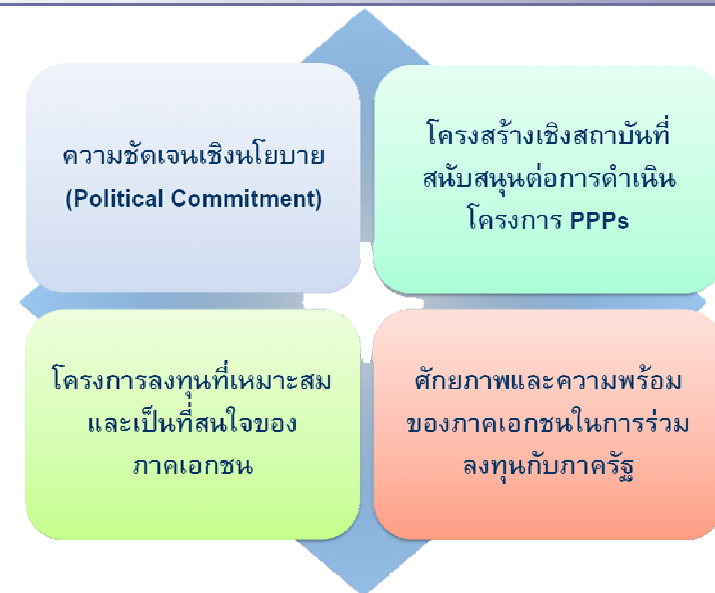 ความชัดเจนเชิงนโยบาย
(Political Commitment)
โครงสร้างเชิงสถาบันที่
สนับสนุนต่อการดำเนิน
โครงการ PPPs
โครงการลงทุนที่เหมาะสม
และเป็นที่สนใจของ
ภาคเอกชน
ศักยภาพและความพร้อม
ของภาคเอกชนในการร่วม
ลงทุนกับภาครัฐ